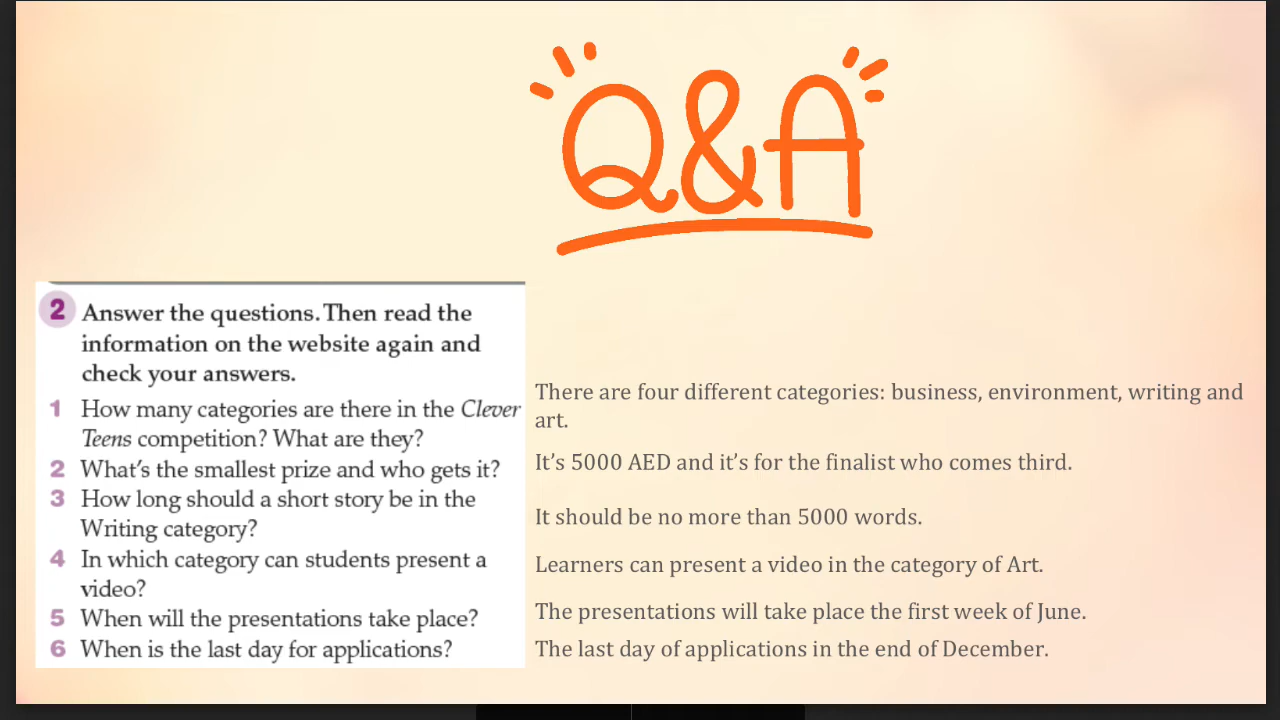 Q&A
2 Answer the questions. Then read the
information on the website again and
check your answers.
1 How many categories are there in the Clever
Teens competition? What are they?
2 What's the smallest prize and who gets it?
3 How long should a short story be in the
Writing category?
4 In which category can students present a
video?
5 When will the presentations take place?
6 When is the last day for applications?
There are four different categories: business, environment, writing and
art.
It's 5000 AED and it's for the finalist who comes third.
It should be no more than 5000 words.
Learners can present a video in the category of Art.
The presentations will take place the first week of June.
The last day of applications in the end of December.